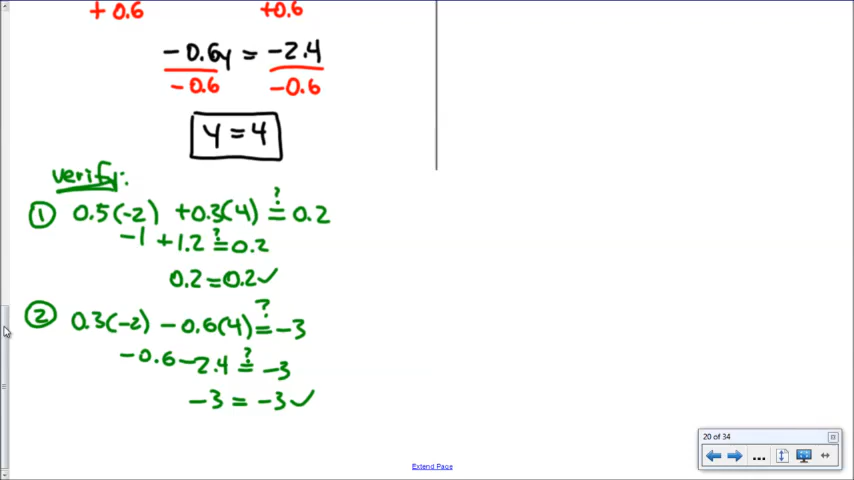 + 0.6 +0.6
-0.6y = -2.4
-0.6 -0.6
y = 4
verify:
① 0.5(-2) +0.3(4) ?= 0.2
-1 +1.2 ?= 0.2
0.2 = 0.2 ✓
② 0.3(-2) - 0.6(4) ?= -3
-0.6 -2.4 ?= -3
-3 = -3 ✓
20 of 34
Extend Page